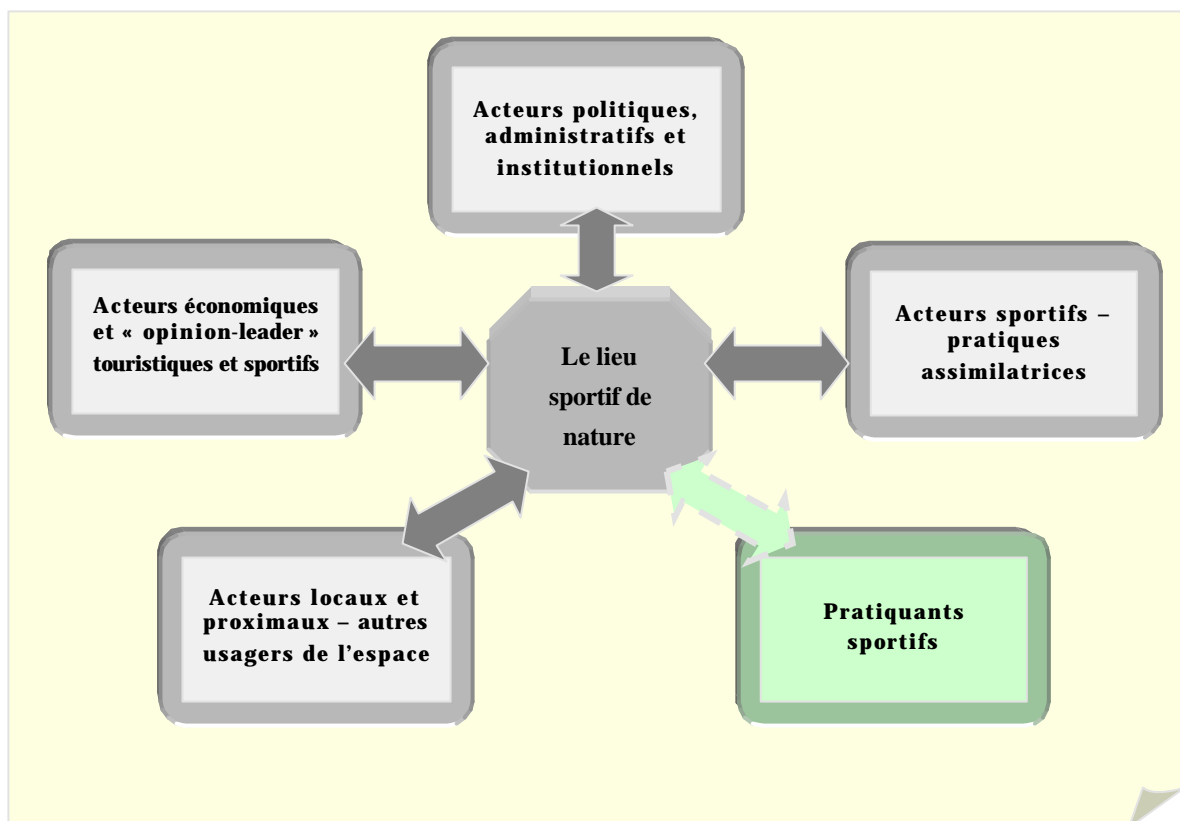 Acteurs politiques,
administratifs et
institutionnels
Acteurs économiques
et « opinion-leader »
touristiques et sportifs
Le lieu
sportif de
nature
Acteurs sportifs –
pratiques
assimilatrices
Acteurs locaux et
proximaux – autres
usagers de l'espace
Pratiquants
sportifs